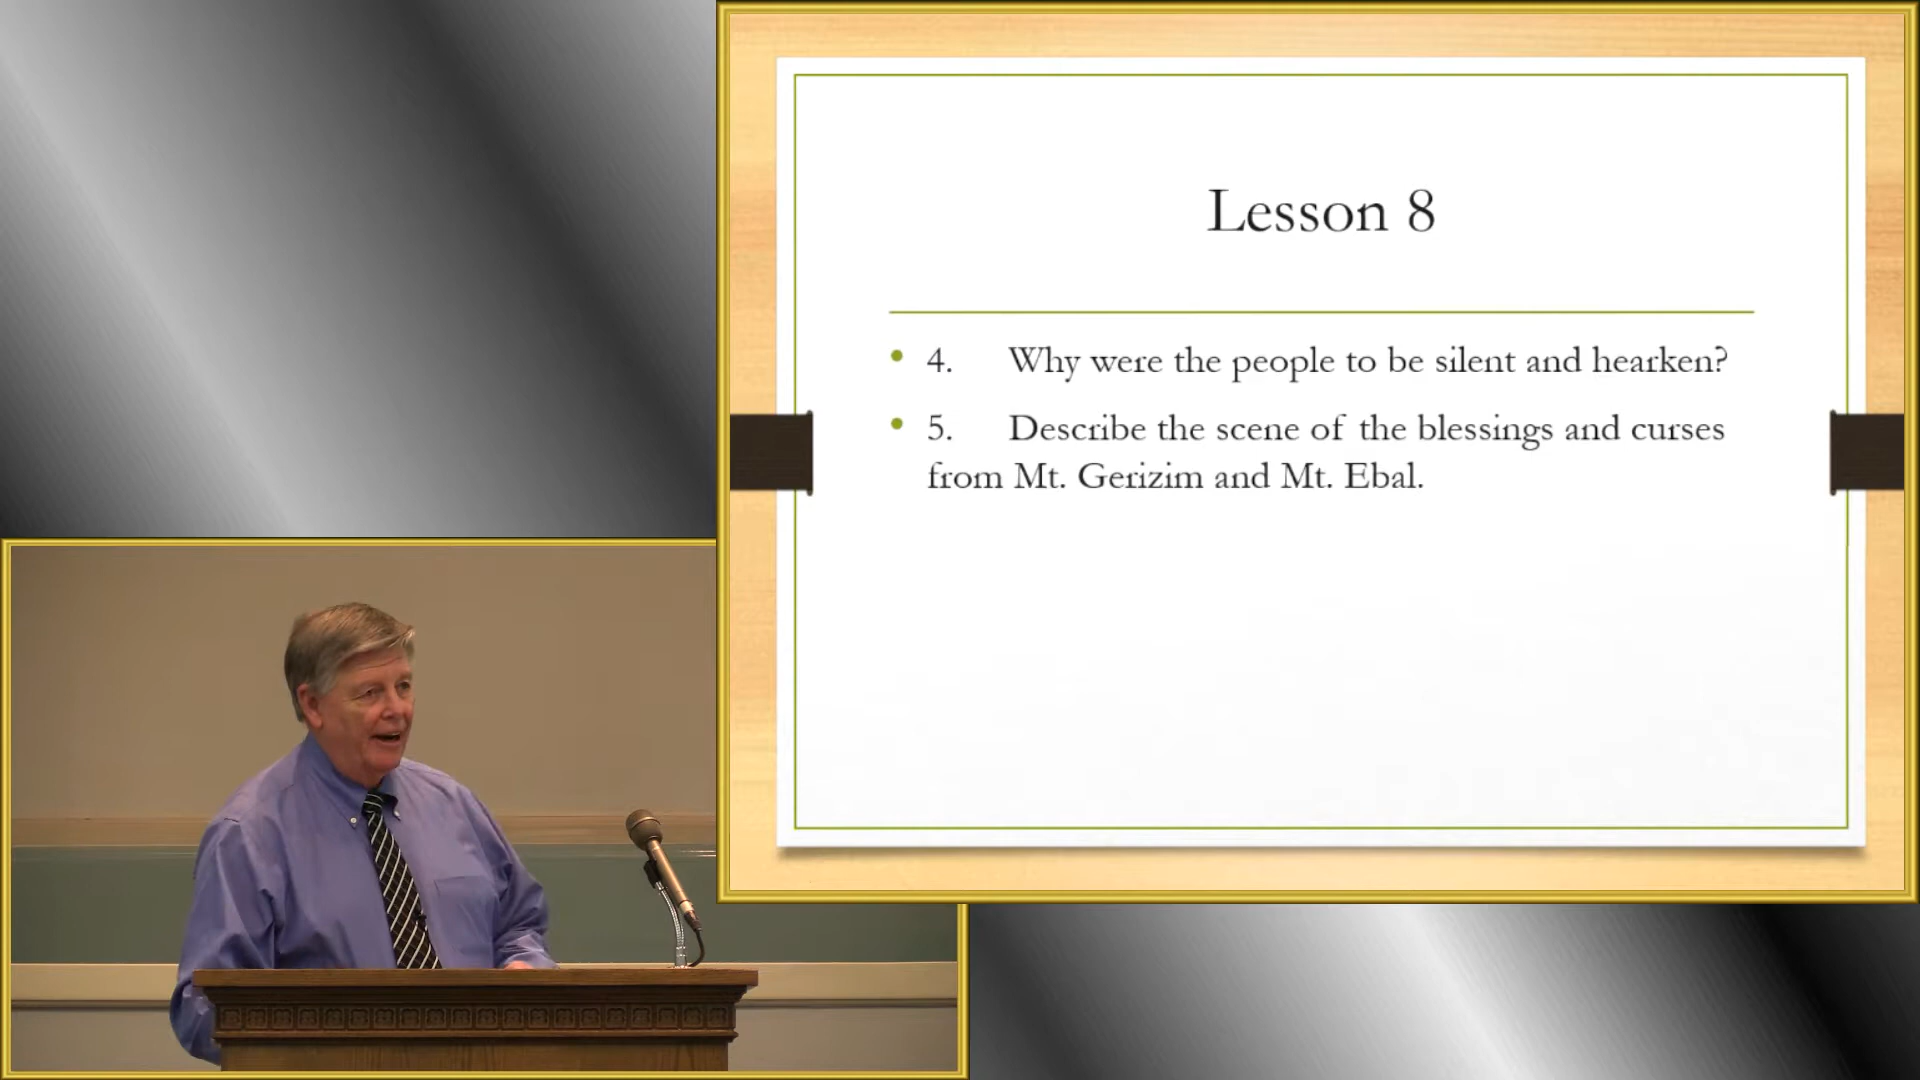 Lesson 8
• 4. Why were the people to be silent and hearken?
• 5. Describe the scene of the blessings and curses
from Mt. Gerizim and Mt. Ebal.